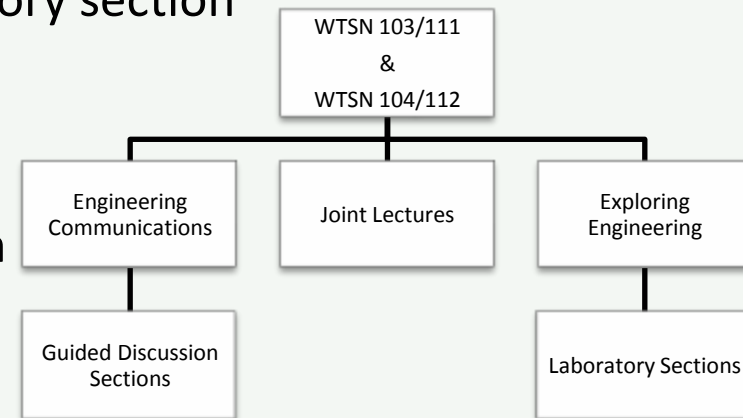 ory section
WTSN 103/111
&
WTSN 104/112
Engineering
Communications
Joint Lectures
Exploring
Engineering
Guided Discussion
Sections
Laboratory Sections